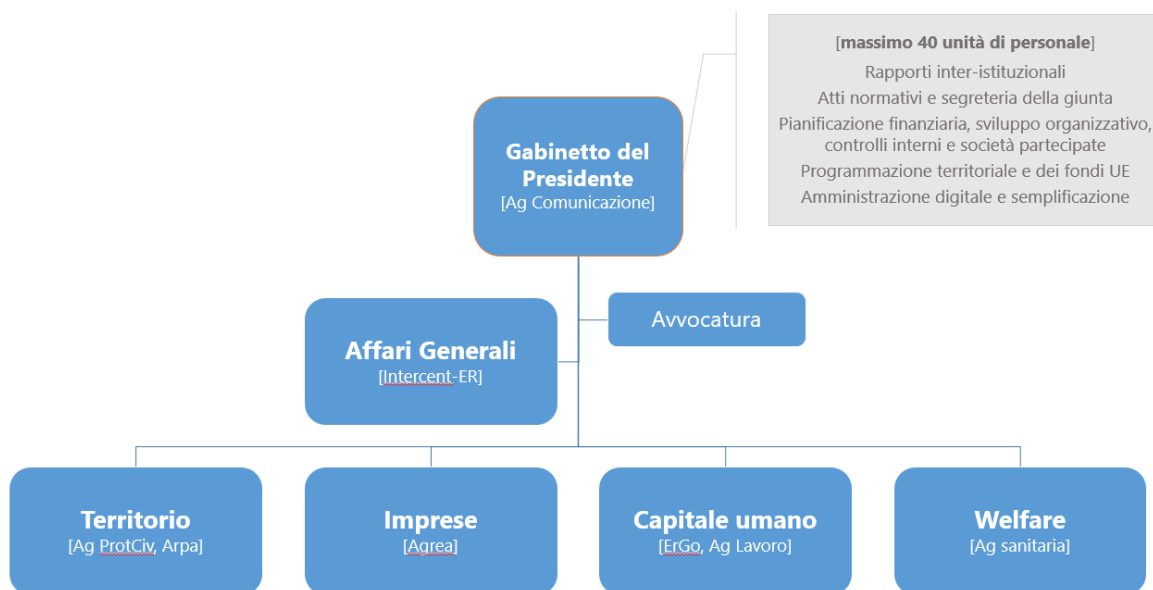 [massimo 40 unità di personale]
Rapporti inter-istituzionali
Atti normativi e segreteria della giunta
Pianificazione finanziaria, sviluppo organizzativo,
controlli interni e società partecipate
Programmazione territoriale e dei fondi UE
Amministrazione digitale e semplificazione
Gabinetto del
Presidente
[Ag Comunicazione]
Avvocatura
Affari Generali
[Intercent-ER]
Territorio
[Ag ProtCiv, Arpa]
Imprese
[Agrea]
Capitale umano
[ErGo, Ag Lavoro]
Welfare
[Ag sanitaria]